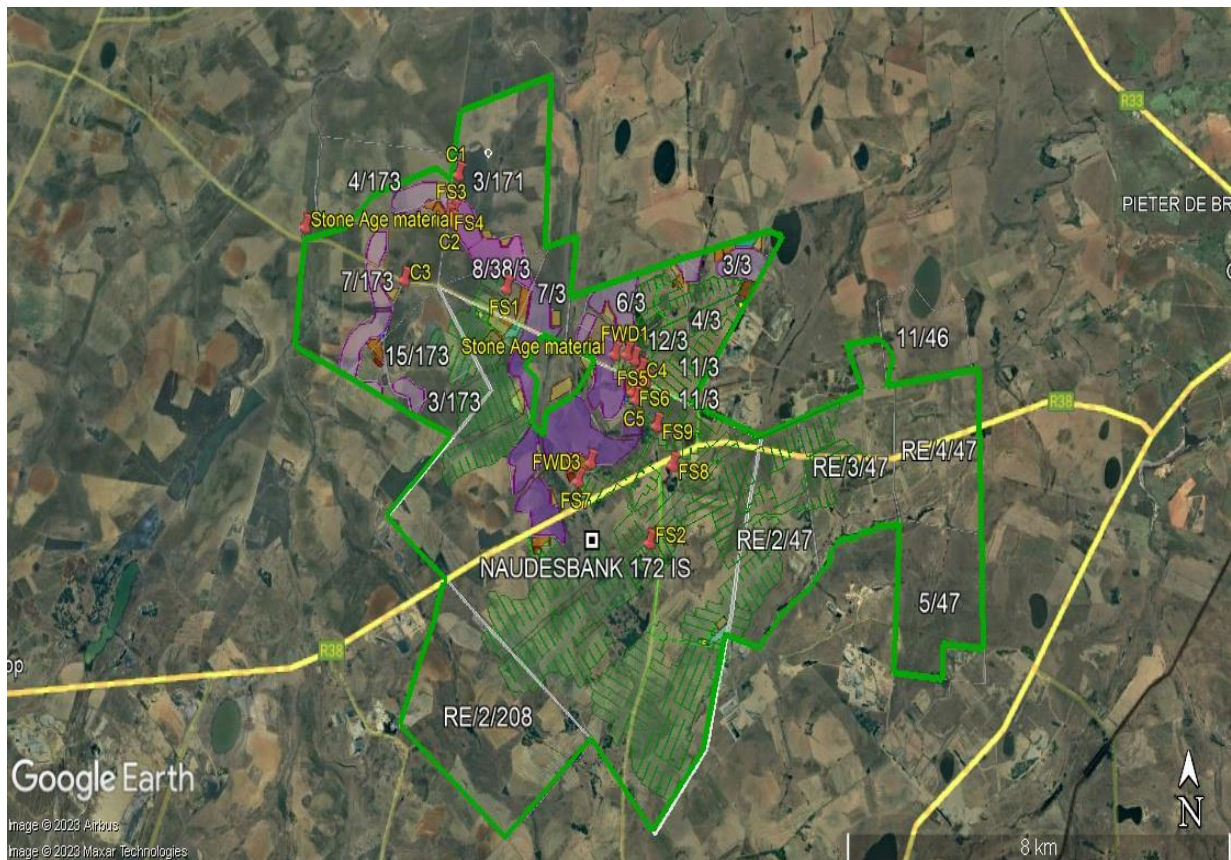 R33
C1
4/173
3/171
FS3
PIETER DE BR
Stone Age material
FS4
C2
C3
8/38/3
3/3
7/173
7/3
6/3
FS1
4/3
Stone Age material
FWD1
12/3
11/46
15/173
C4
11/3
FS5
FS6
11/3
3/173
C5
R38
FS9
RE/4/47
FWD3
FS8
RE/3/47
FS7
FS2
RE/2/47
NAUDESBANK 172 IS
5/47
R38
op
RE/2/208
Google Earth
Image © 2023 Airbus
Image © 2023 Maxar Technologies
N
8 km